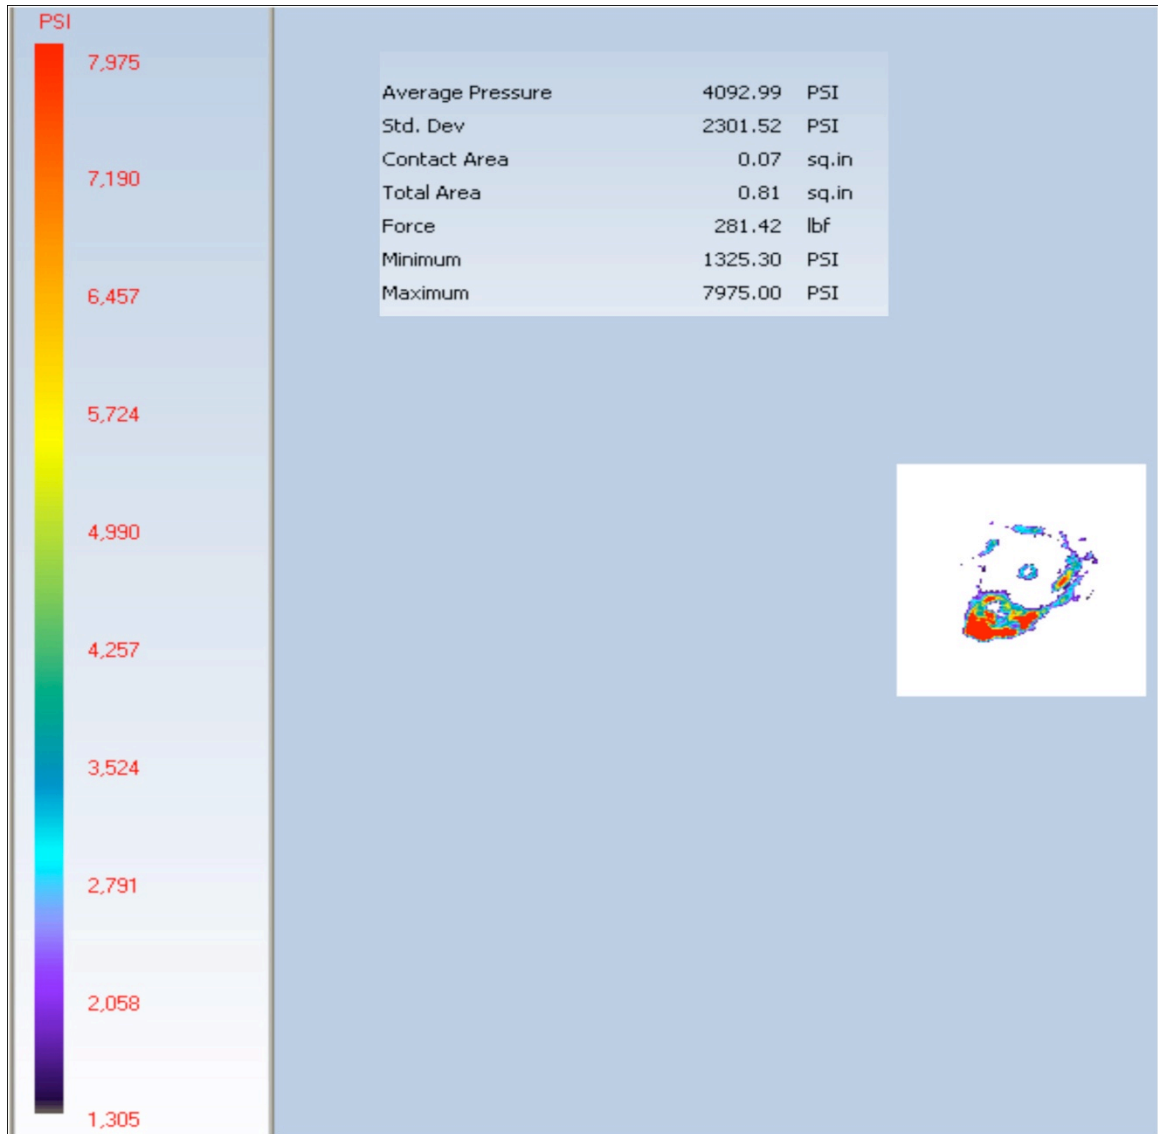 PSI
7,975
7,190
6,457
5,724
4,990
4,257
3,524
2,791
2,058
1,305
Average Pressure 4092.99 PSI
Std. Dev 2301.52 PSI
Contact Area 0.07 sq.in
Total Area 0.81 sq.in
Force 281.42 lbf
Minimum 1325.30 PSI
Maximum 7975.00 PSI